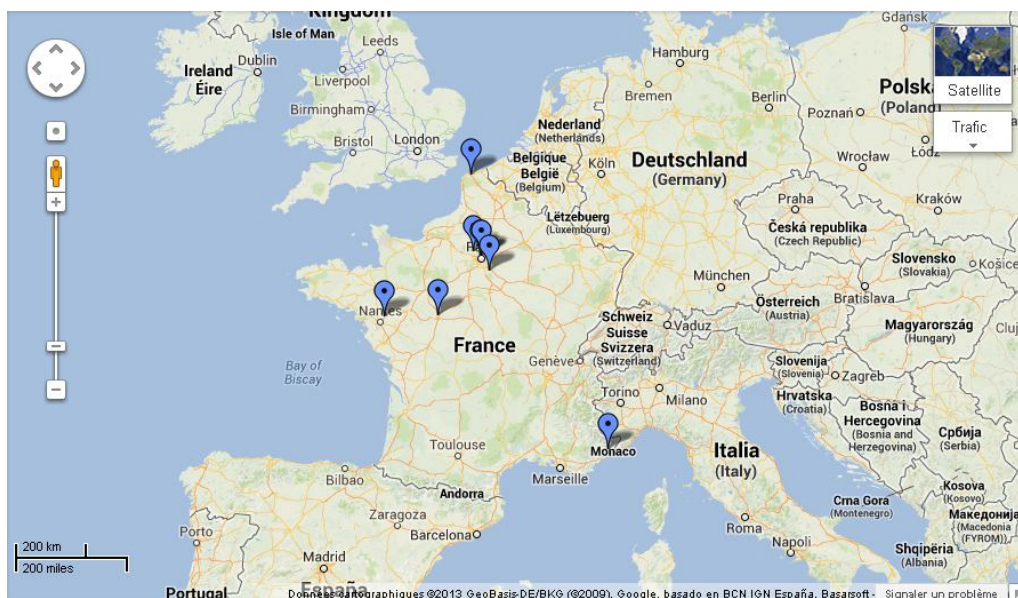 Kingdom
Gdańsk
Isle of Man
Leeds
Dublin
Ireland
Éire
Liverpool
Hamburg
Bremen
Satellite
Polska
(Poland)
Birmingham
Berlin
Poznań
Trafic
Nederland
(Netherlands)
Bristol
London
Łódź
Belgique
België
(Belgium)
Köln
Deutschland
(Germany)
Wrocław
Praha
Kraków
Lëtzebuerg
(Luxembourg)
Česká republika
(Czech Republic)
Slovensko
(Slovakia)
Košice
München
Nantes
Österreich
(Austria)
Bratislava
Schweiz
Suisse
Svizzera
(Switzerland)
Vaduz
Magyarország
(Hungary)
Cluj
France
Genève
Bay of
Biscay
Slovenija
(Slovenia)
Zagreb
Torino
Milano
Hrvatska
(Croatia)
Bosna i
Hercegovina
(Bosnia and
Herzegovina)
Србија
(Serbia)
Toulouse
Monaco
Italia
(Italy)
Marseille
Bilbao
Andorra
Kosova
(Kosovo)
Crna Gora
(Montenegro)
Македонија
(Macedonia
(FYROM))
Zaragoza
Porto
Barcelona
Roma
Napoli
Shqipëria
(Albania)
200 km
200 miles
Madrid
España
Portugal
Données cartographiques ©2013 GeoBasis-DE/BKG (©2009), Google, basado en BCN IGN España, Basarsoft -
Signaler un problème